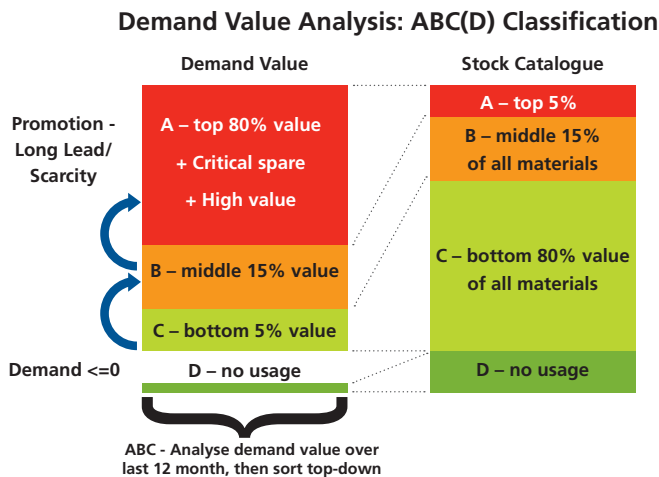 Demand Value Analysis: ABC(D) Classification
Demand Value
Stock Catalogue
Promotion -
Long Lead/
Scarcity
A – top 80% value
+ Critical spare
+ High value
B – middle 15% value
C – bottom 5% value
Demand <=0
D – no usage
A – top 5%
B – middle 15%
of all materials
C – bottom 80% value
of all materials
D – no usage
ABC - Analyse demand value over
last 12 month, then sort top-down